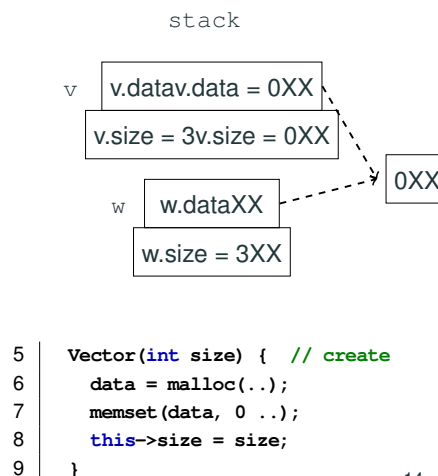 stack
v v.datav.data = 0XX
v.size = 3v.size = 0XX
0XX
w w.dataXX
w.size = 3XX
5 Vector(int size) { // create
6 data = malloc(..);
7 memset(data, 0 ..);
8 this->size = size;
9 }